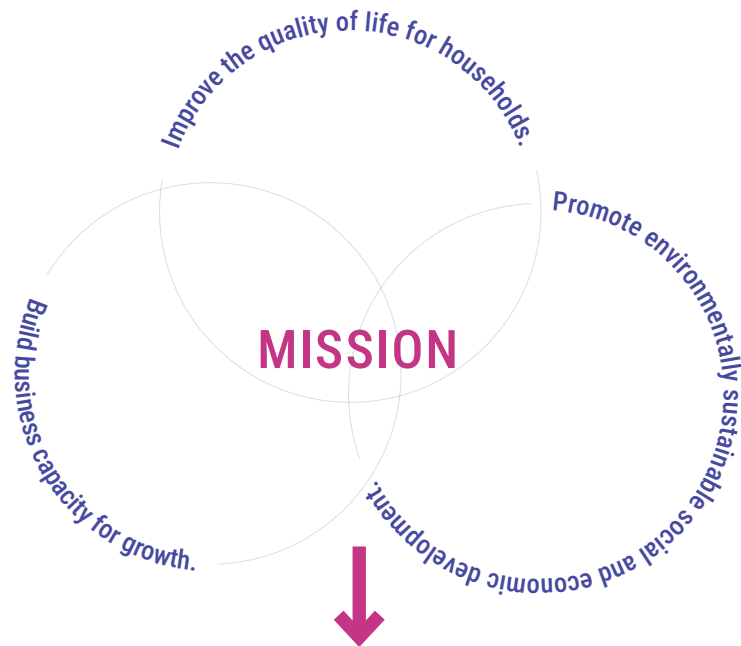 Improve the quality of life for households.
Promote environmentally sustainable social and economic development.
MISSION
Build business capacity for growth.